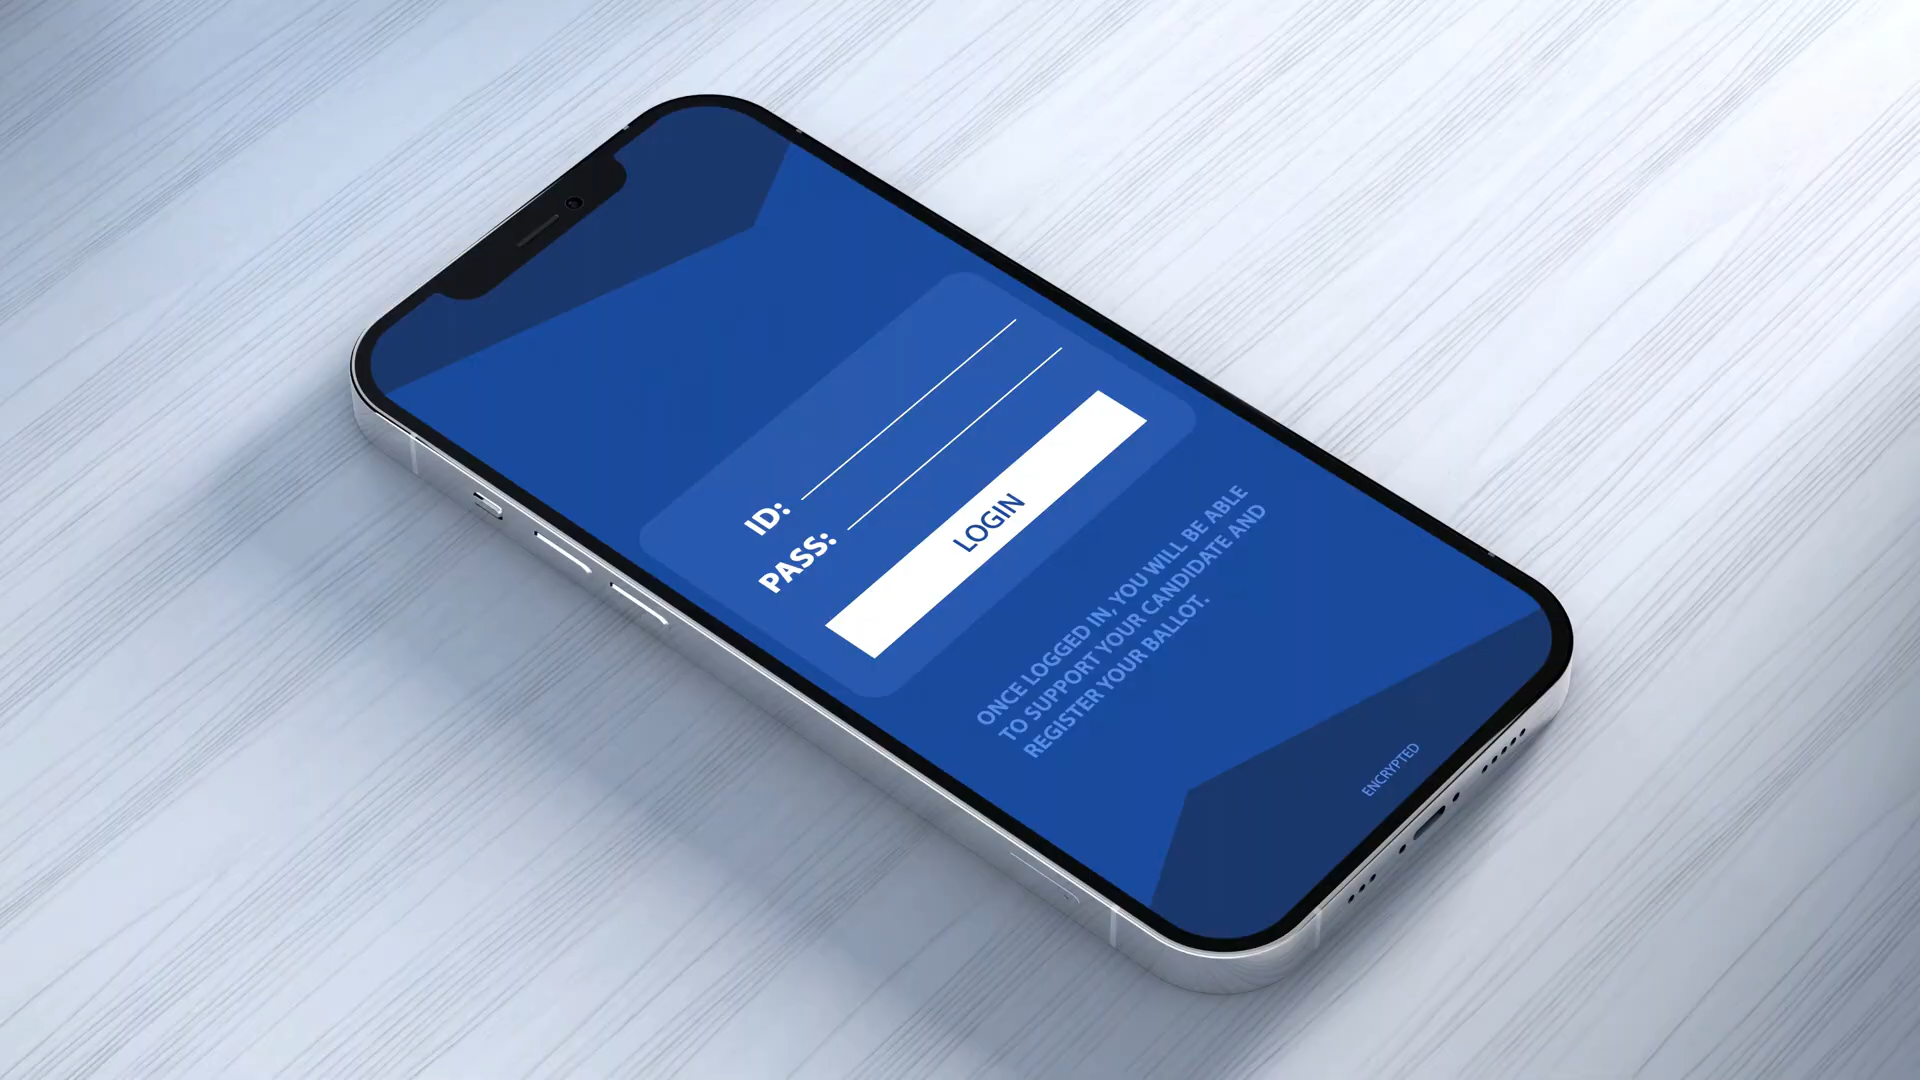 ID:
PASS:
LOGIN
ONCE LOGGED IN, YOU WILL BE ABLE
TO SUPPORT YOUR CANDIDATE AND
REGISTER YOUR BALLOT.
ENCRYPTED